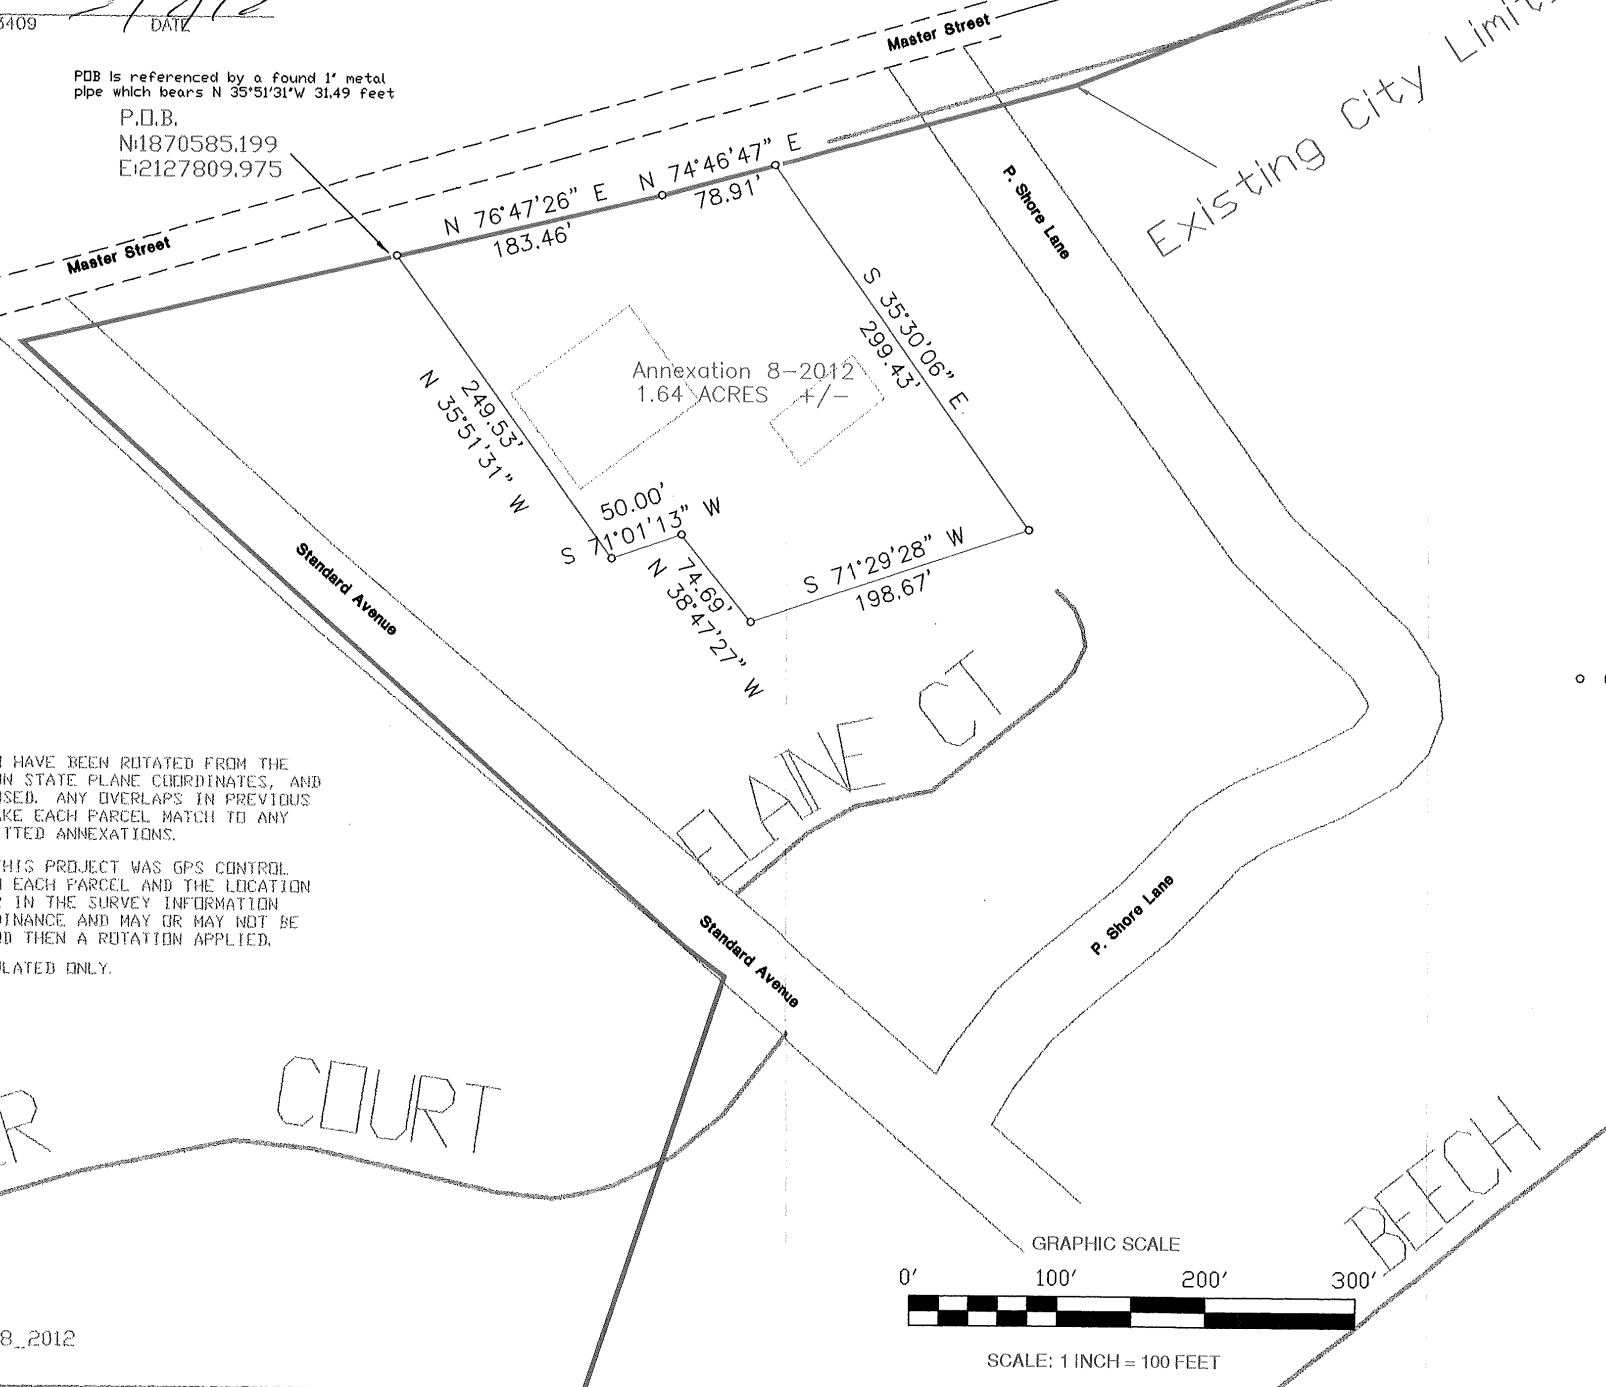 3409
DATE
POB is referenced by a found 1" metal
pipe which bears N 35°51'31"W 31.49 feet
P.O.B.
N:1870585.199
E:2127809.975
Master Street
Master Street
Existing City Limit
N 76°47'26" E
183.46'
N 74°46'47" E
78.91'
P. Shore Lane
S 35°30'06" E
299.43'
Annexation 8-2012
1.64 ACRES +/-
249.53'
N 35°51'31" W
50.00'
S 71°01'13" W
74.69'
N 38°47'27" W
S 71°29'28" W
198.67'
Standard Avenue
ELAINE CT
HAVE BEEN ROTATED FROM THE
STATE PLANE COORDINATES, AND
ANY OVERLAPS IN PREVIOUS
EACH PARCEL MATCH TO ANY
ANNEXATIONS.
THIS PROJECT WAS GPS CONTROL
EACH PARCEL AND THE LOCATION
IN THE SURVEY INFORMATION
AND MAY OR MAY NOT BE
THEN A ROTATION APPLIED.
ONLY.
P. Shore Lane
Standard Avenue
R COURT
BEECH
GRAPHIC SCALE
0' 100' 200' 300'
SCALE: 1 INCH = 100 FEET
8_2012